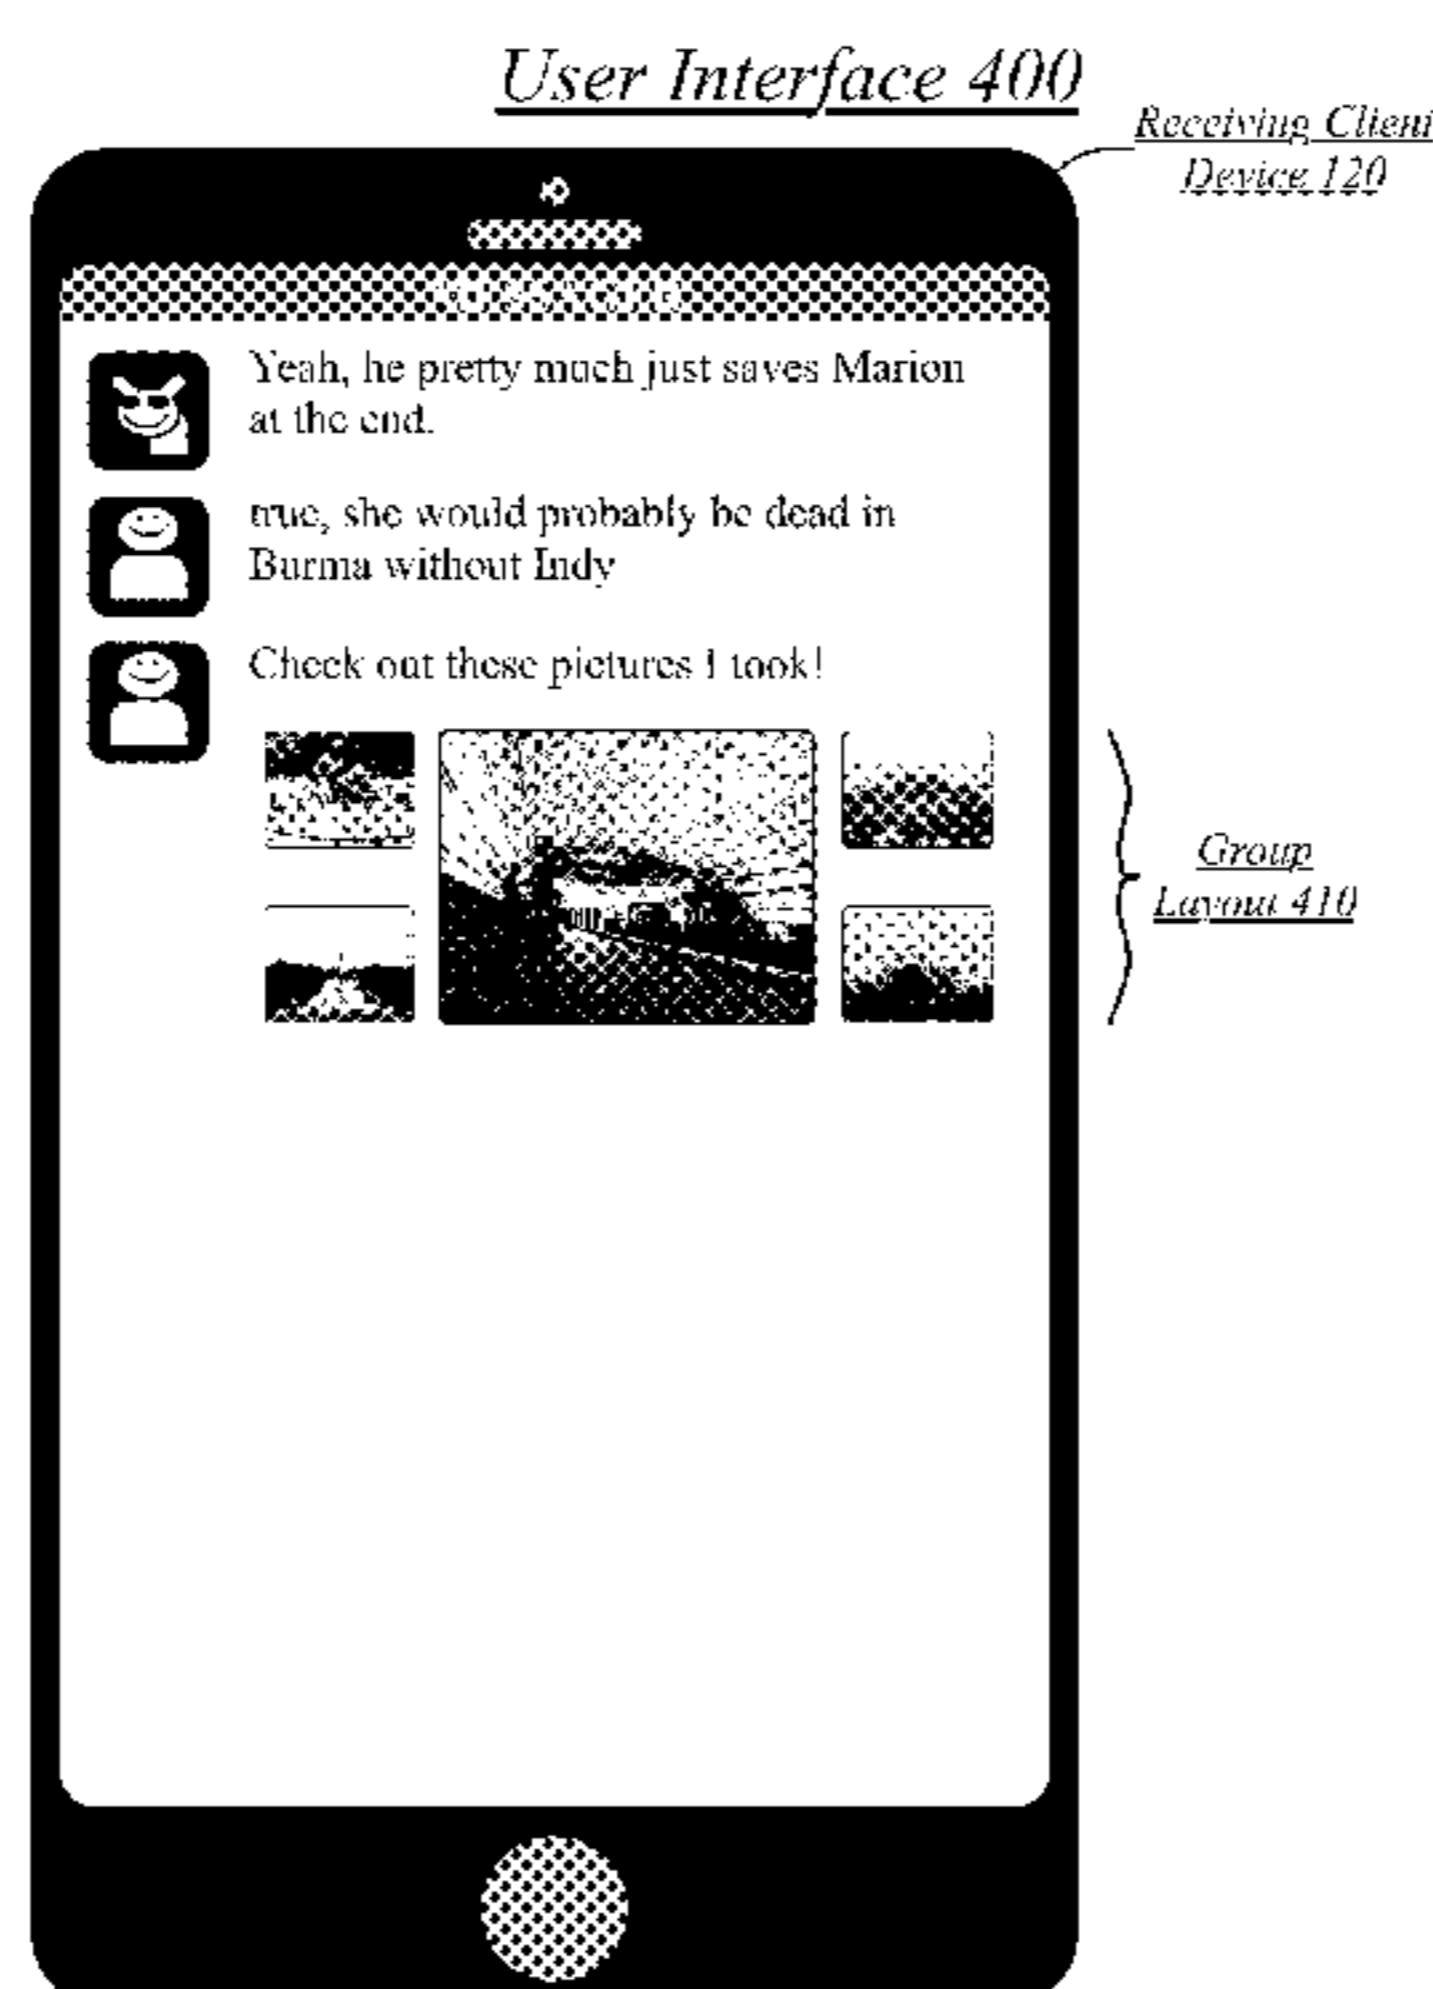 User Interface 400
Receiving Client
Device 120
Yeah, he pretty much just saves Marion
at the end.
true, she would probably be dead in
Burma without Indy
Check out these pictures I took!
Group
Layout 410